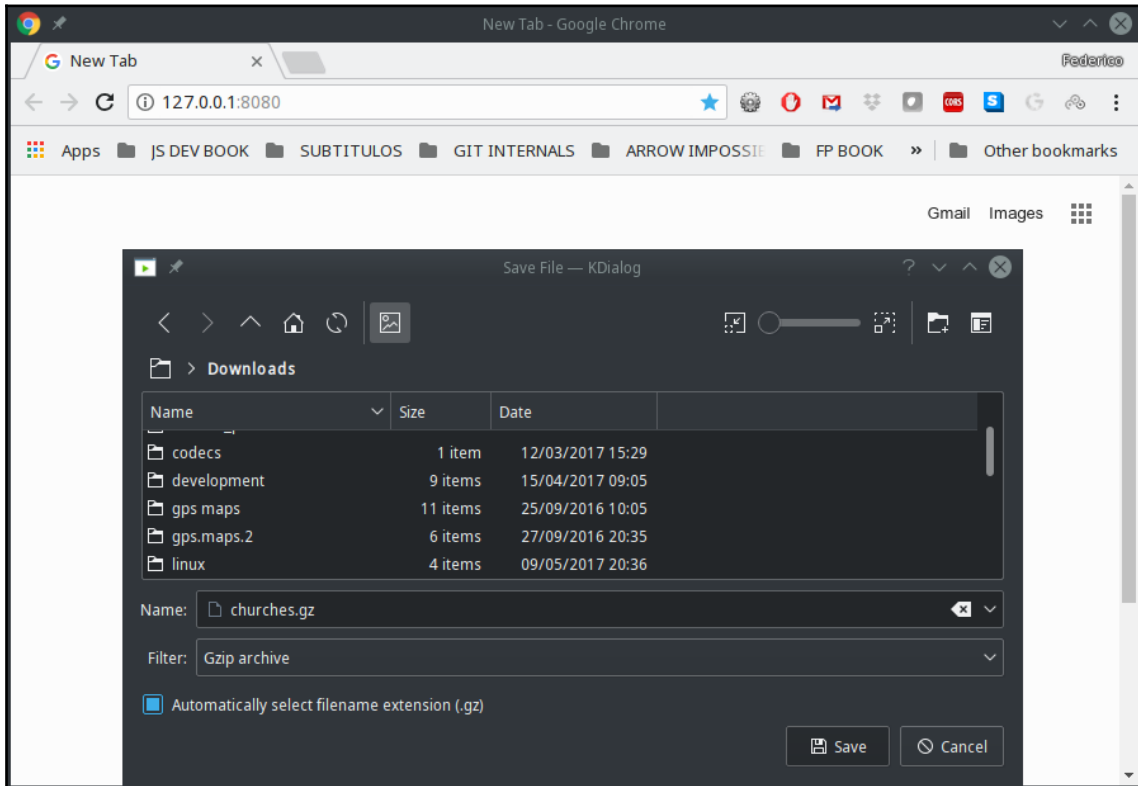 New Tab - Google Chrome
New Tab
Federico
127.0.0.1:8080
CORS
Apps JS DEV BOOK SUBTITULOS GIT INTERNALS ARROW IMPOSSIE FP BOOK » Other bookmarks
Gmail Images
Save File — KDialog
> Downloads
Name Size Date
codecs 1 item 12/03/2017 15:29
development 9 items 15/04/2017 09:05
gps maps 11 items 25/09/2016 10:05
gps.maps.2 6 items 27/09/2016 20:35
linux 4 items 09/05/2017 20:36
Name: churches.gz
Filter: Gzip archive
Automatically select filename extension (.gz)
Save Cancel